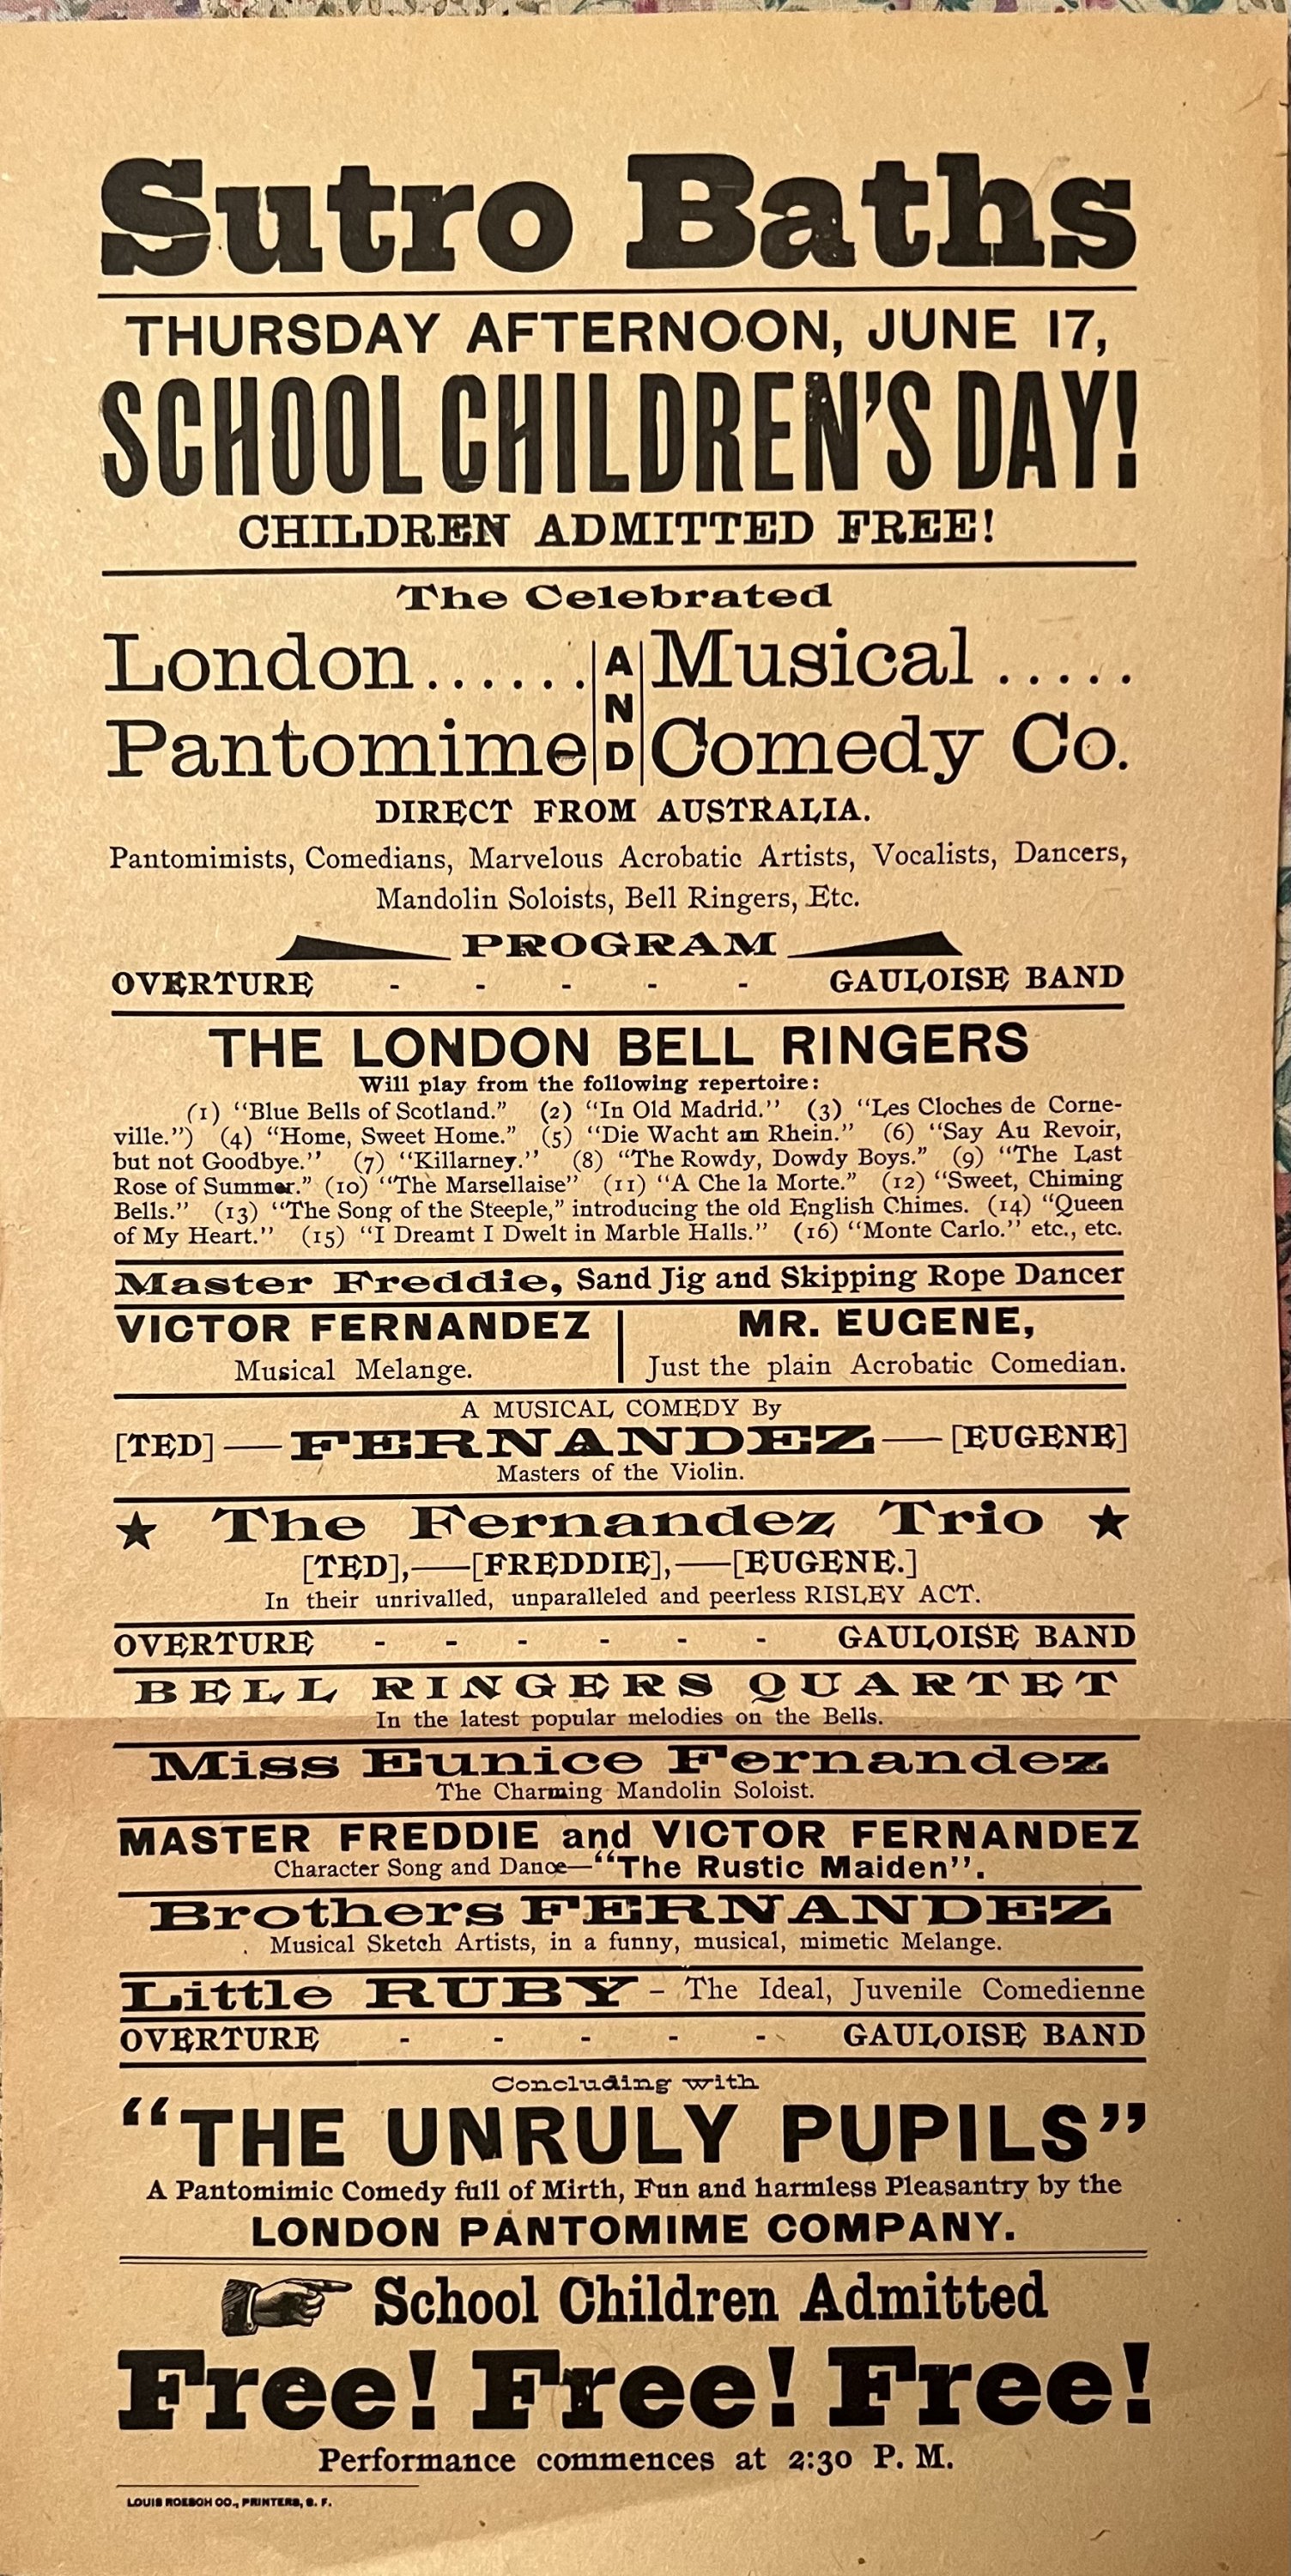 Sutro Baths
THURSDAY AFTERNOON, JUNE 17,
SCHOOL CHILDREN'S DAY!
CHILDREN ADMITTED FREE!
The Celebrated
London ...... AND Musical .....
Pantomime Comedy Co.
DIRECT FROM AUSTRALIA.
Pantomimists, Comedians, Marvelous Acrobatic Artists, Vocalists, Dancers,
Mandolin Soloists, Bell Ringers, Etc.
PROGRAM
OVERTURE - - - - - GAULOISE BAND
THE LONDON BELL RINGERS
Will play from the following repertoire:
(1) "Blue Bells of Scotland." (2) "In Old Madrid." (3) "Les Cloches de Corne-
ville.") (4) "Home, Sweet Home." (5) "Die Wacht am Rhein." (6) "Say Au Revoir,
but not Goodbye." (7) "Killarney." (8) "The Rowdy, Dowdy Boys." (9) "The Last
Rose of Summer." (10) "The Marsellaise" (11) "A Che la Morte." (12) "Sweet, Chiming
Bells." (13) "The Song of the Steeple," introducing the old English Chimes. (14) "Queen
of My Heart." (15) "I Dreamt I Dwelt in Marble Halls." (16) "Monte Carlo." etc., etc.
Master Freddie, Sand Jig and Skipping Rope Dancer
VICTOR FERNANDEZ | MR. EUGENE,
Musical Melange. | Just the plain Acrobatic Comedian.
A MUSICAL COMEDY By
[TED] — FERNANDEZ — [EUGENE]
Masters of the Violin.
★ The Fernandez Trio ★
[TED],—[FREDDIE],—[EUGENE.]
In their unrivalled, unparalleled and peerless RISLEY ACT.
OVERTURE - - - - - - GAULOISE BAND
BELL RINGERS QUARTET
In the latest popular melodies on the Bells.
Miss Eunice Fernandez
The Charming Mandolin Soloist.
MASTER FREDDIE and VICTOR FERNANDEZ
Character Song and Dance—"The Rustic Maiden".
Brothers FERNANDEZ
Musical Sketch Artists, in a funny, musical, mimetic Melange.
Little RUBY - The Ideal, Juvenile Comedienne
OVERTURE - - - - - GAULOISE BAND
Concluding with
"THE UNRULY PUPILS"
A Pantomimic Comedy full of Mirth, Fun and harmless Pleasantry by the
LONDON PANTOMIME COMPANY.
School Children Admitted
Free! Free! Free!
Performance commences at 2:30 P. M.
LOUIS ROESCH CO., PRINTERS, S. F.